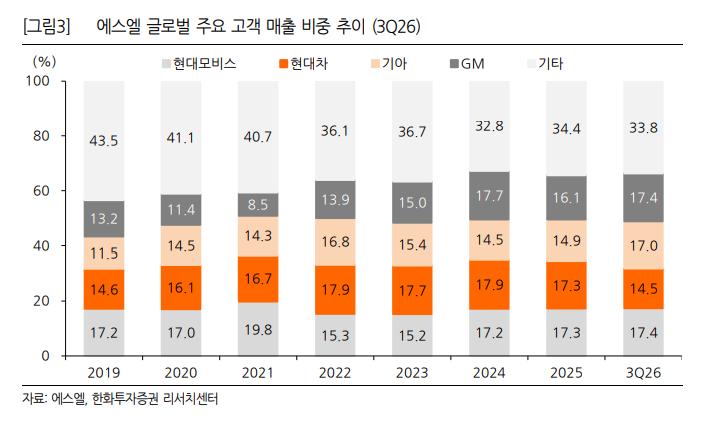 [그림3] 에스엘 글로벌 주요 고객 매출 비중 추이 (3Q26)
(%)
현대모비스 현대차 기아 GM 기타
100
80
60
40
20
0
43.5 41.1 40.7 36.1 36.7 32.8 34.4 33.8
13.2 11.4 8.5 13.9 15.0 17.7 16.1 17.4
11.5 14.5 14.3 16.8 15.4 14.5 14.9 17.0
14.6 16.1 16.7 17.9 17.7 17.9 17.3 14.5
17.2 17.0 19.8 15.3 15.2 17.2 17.3 17.4
2019 2020 2021 2022 2023 2024 2025 3Q26
자료: 에스엘, 한화투자증권 리서치센터